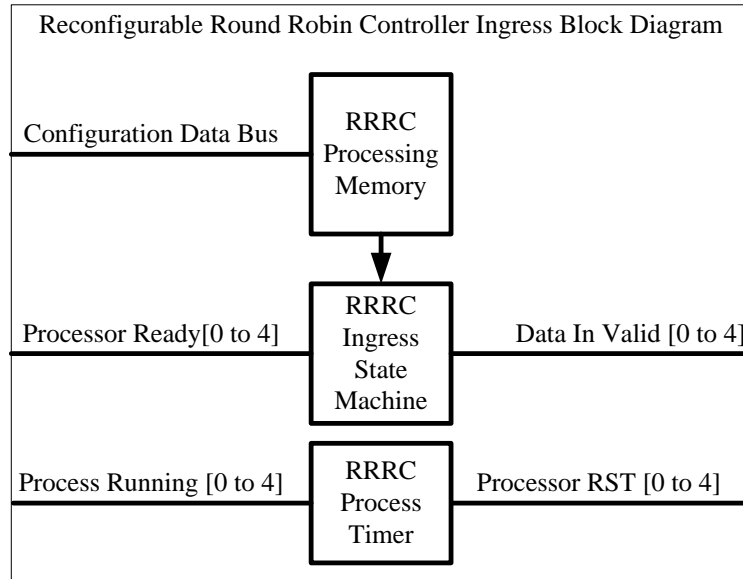 Reconfigurable Round Robin Controller Ingress Block Diagram
Configuration Data Bus
RRRC
Processing
Memory
Processor Ready[0 to 4]
RRRC
Ingress
State
Machine
Data In Valid [0 to 4]
Process Running [0 to 4]
RRRC
Process
Timer
Processor RST [0 to 4]